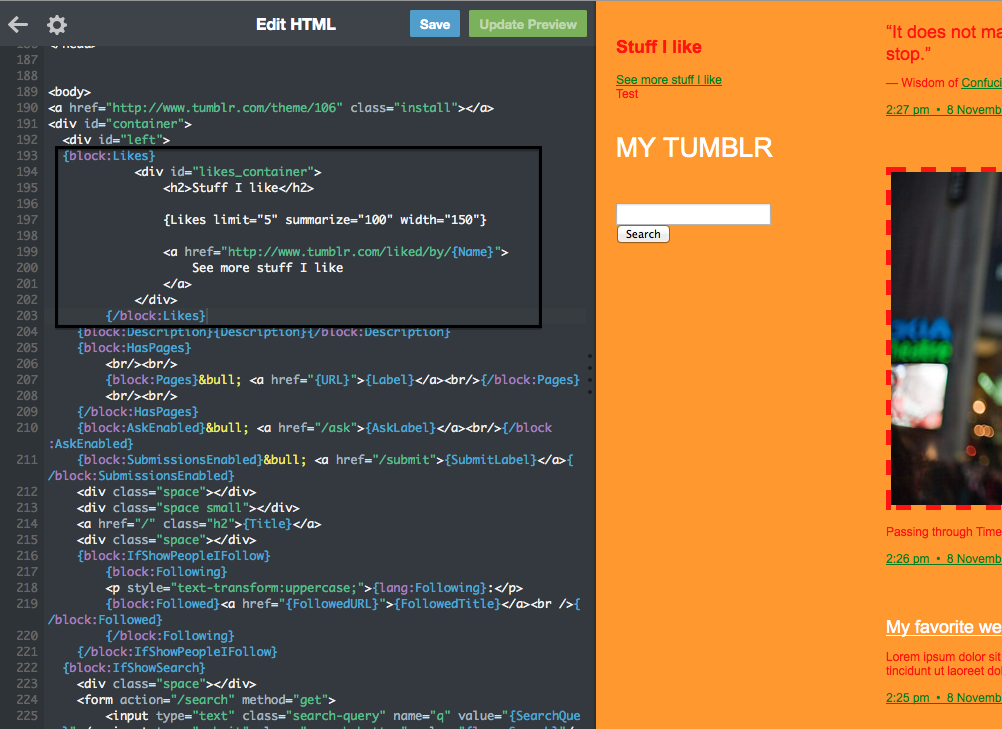 Edit HTML
Save
Update Preview
187
188
189 <body>
190 <a href="http://www.tumblr.com/theme/106" class="install"></a>
191 <div id="container">
192 <div id="left">
193 {block:Likes}
194 <div id="likes_container">
195 <h2>Stuff I like</h2>
196
197 {Likes limit="5" summarize="100" width="150"}
198
199 <a href="http://www.tumblr.com/liked/by/{Name}">
200 See more stuff I like
201 </a>
202 </div>
203 {/block:Likes}
204 {block:Description}{Description}{/block:Description}
205 {block:HasPages}
206 <br/><br/>
207 {block:Pages}&bull; <a href="{URL}">{Label}</a><br/>{/block:Pages}
208 <br/><br/>
209 {/block:HasPages}
210 {block:AskEnabled}&bull; <a href="/ask">{AskLabel}</a><br/>{/block
:AskEnabled}
211 {block:SubmissionsEnabled}&bull; <a href="/submit">{SubmitLabel}</a>{
/block:SubmissionsEnabled}
212 <div class="space"></div>
213 <div class="space small"></div>
214 <a href="/" class="h2">{Title}</a>
215 <div class="space"></div>
216 {block:IfShowPeopleIFollow}
217 {block:Following}
218 <p style="text-transform:uppercase;">{lang:Following}:</p>
219 {block:Followed}<a href="{FollowedURL}">{FollowedTitle}</a><br />{
/block:Followed}
220 {/block:Following}
221 {/block:IfShowPeopleIFollow}
222 {block:IfShowSearch}
223 <div class="space"></div>
224 <form action="/search" method="get">
225 <input type="text" class="search-query" name="q" value="{SearchQue
Stuff I like
See more stuff I like
Test
MY TUMBLR
Search
“It does not ma
stop.”
— Wisdom of Confuci
2:27 pm • 8 Novemb
Passing through Time
2:26 pm • 8 Novemb
My favorite we
Lorem ipsum dolor sit
tincidunt ut laoreet dol
2:25 pm • 8 Novemb